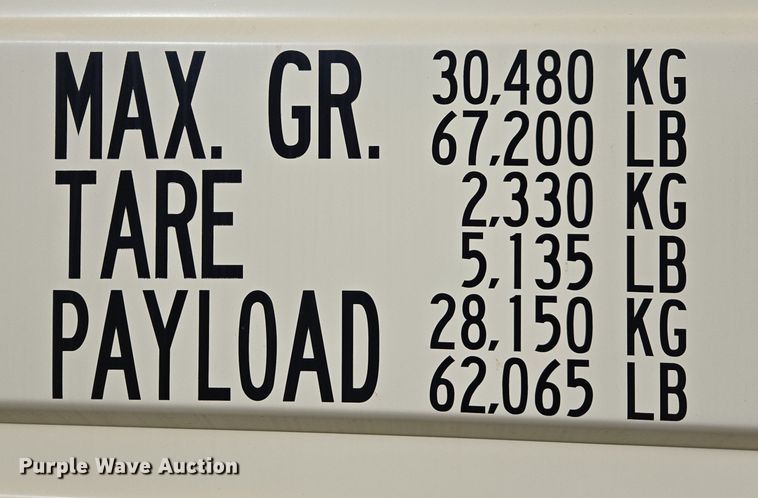 MAX. GR. 30,480 KG
67,200 LB
TARE 2,330 KG
5,135 LB
PAYLOAD 28,150 KG
62,065 LB
Purple Wave Auction